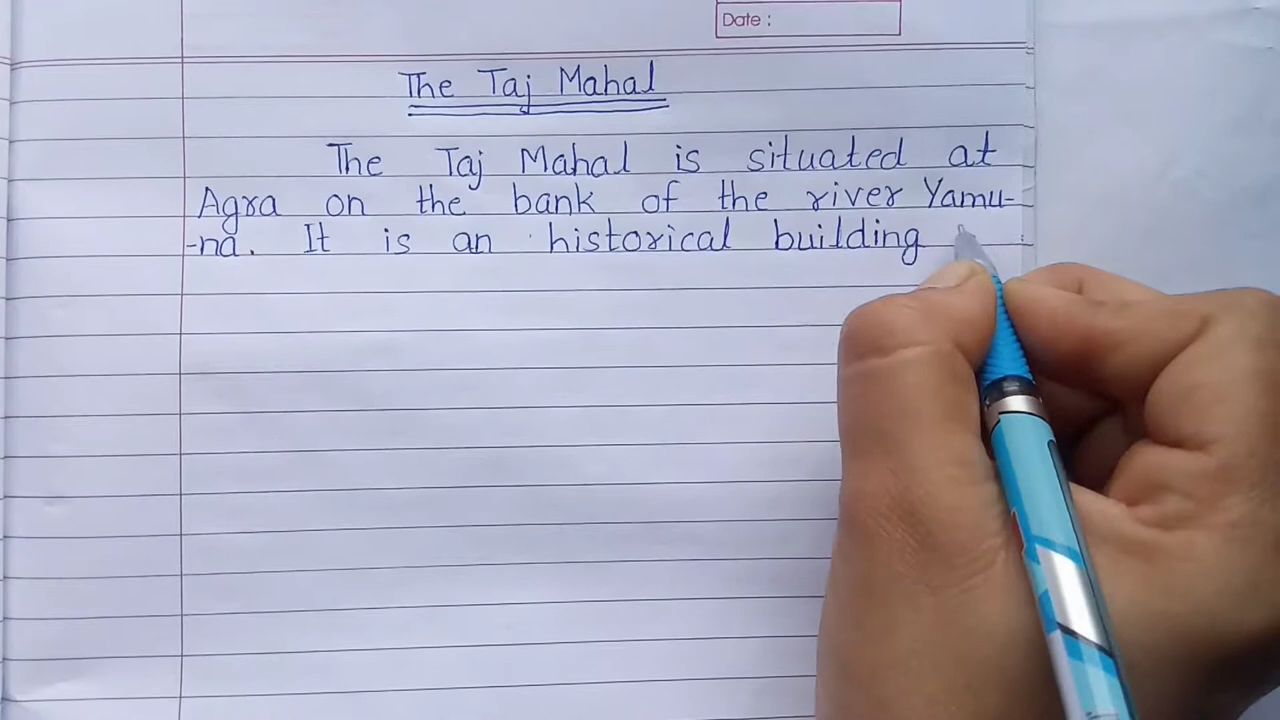 Date :
The Taj Mahal
The Taj Mahal is situated at
Agra on the bank of the river Yamu-
-na. It is an historical building